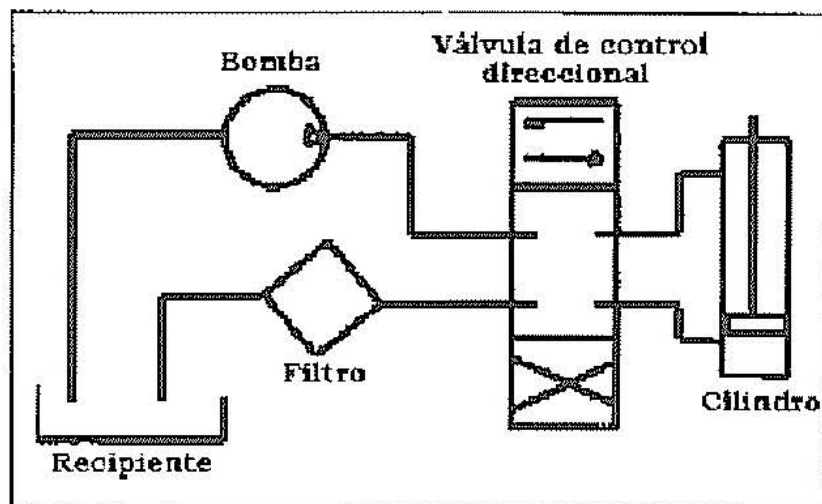 Bomba
Válvula de control
direccional
Filtro
Cilindro
Recipiente